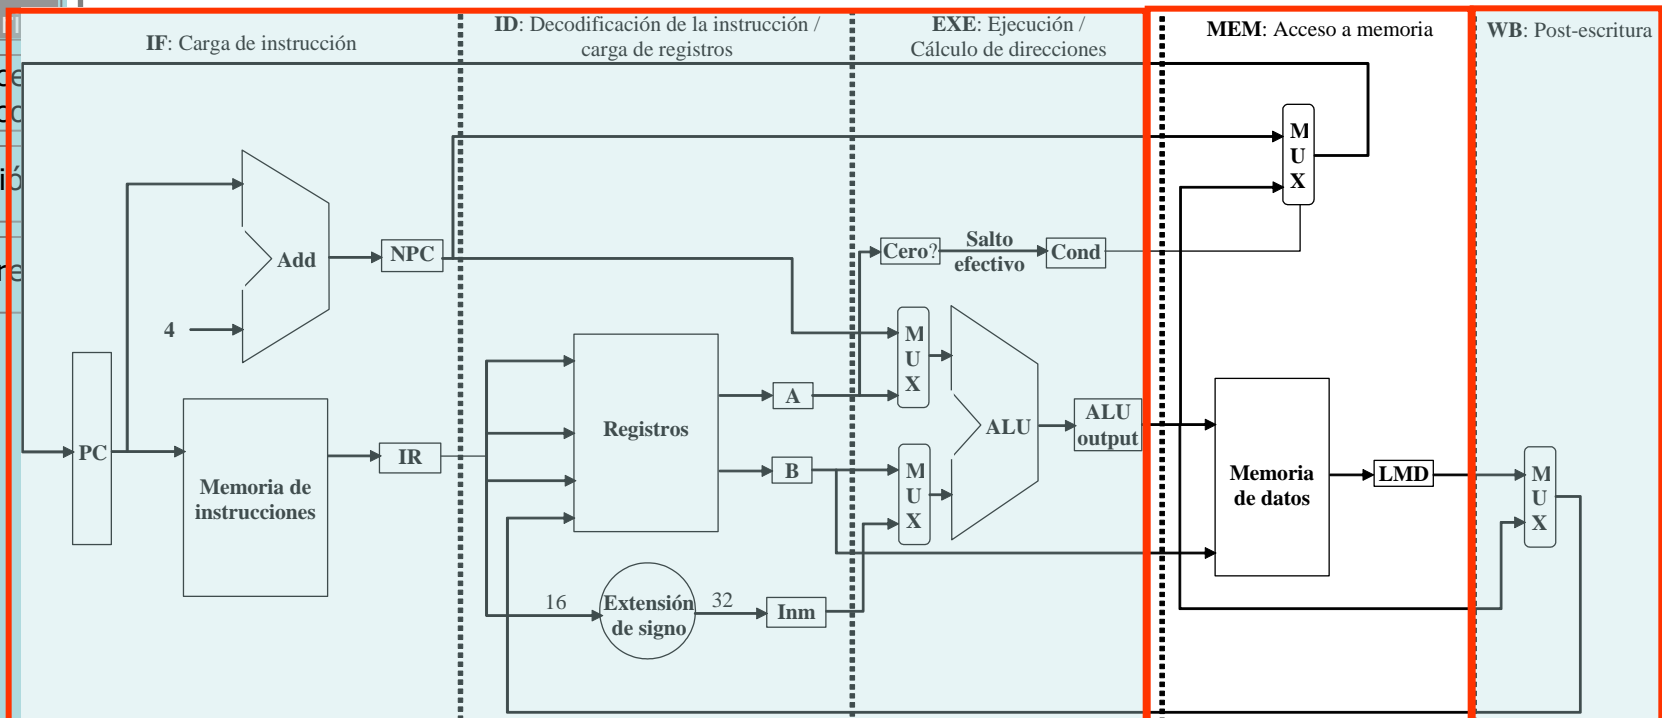 IF: Carga de instrucción
ID: Decodificación de la instrucción /
carga de registros
EXE: Ejecución /
Cálculo de direcciones
MEM: Acceso a memoria
WB: Post-escritura
M
U
X
Add
NPC
4
Cero?
Salto
efectivo
Cond
PC
Memoria de
instrucciones
IR
Registros
A
B
16
Extensión
de signo
32
Inm
M
U
X
M
U
X
ALU
ALU
output
Memoria
de datos
LMD
M
U
X